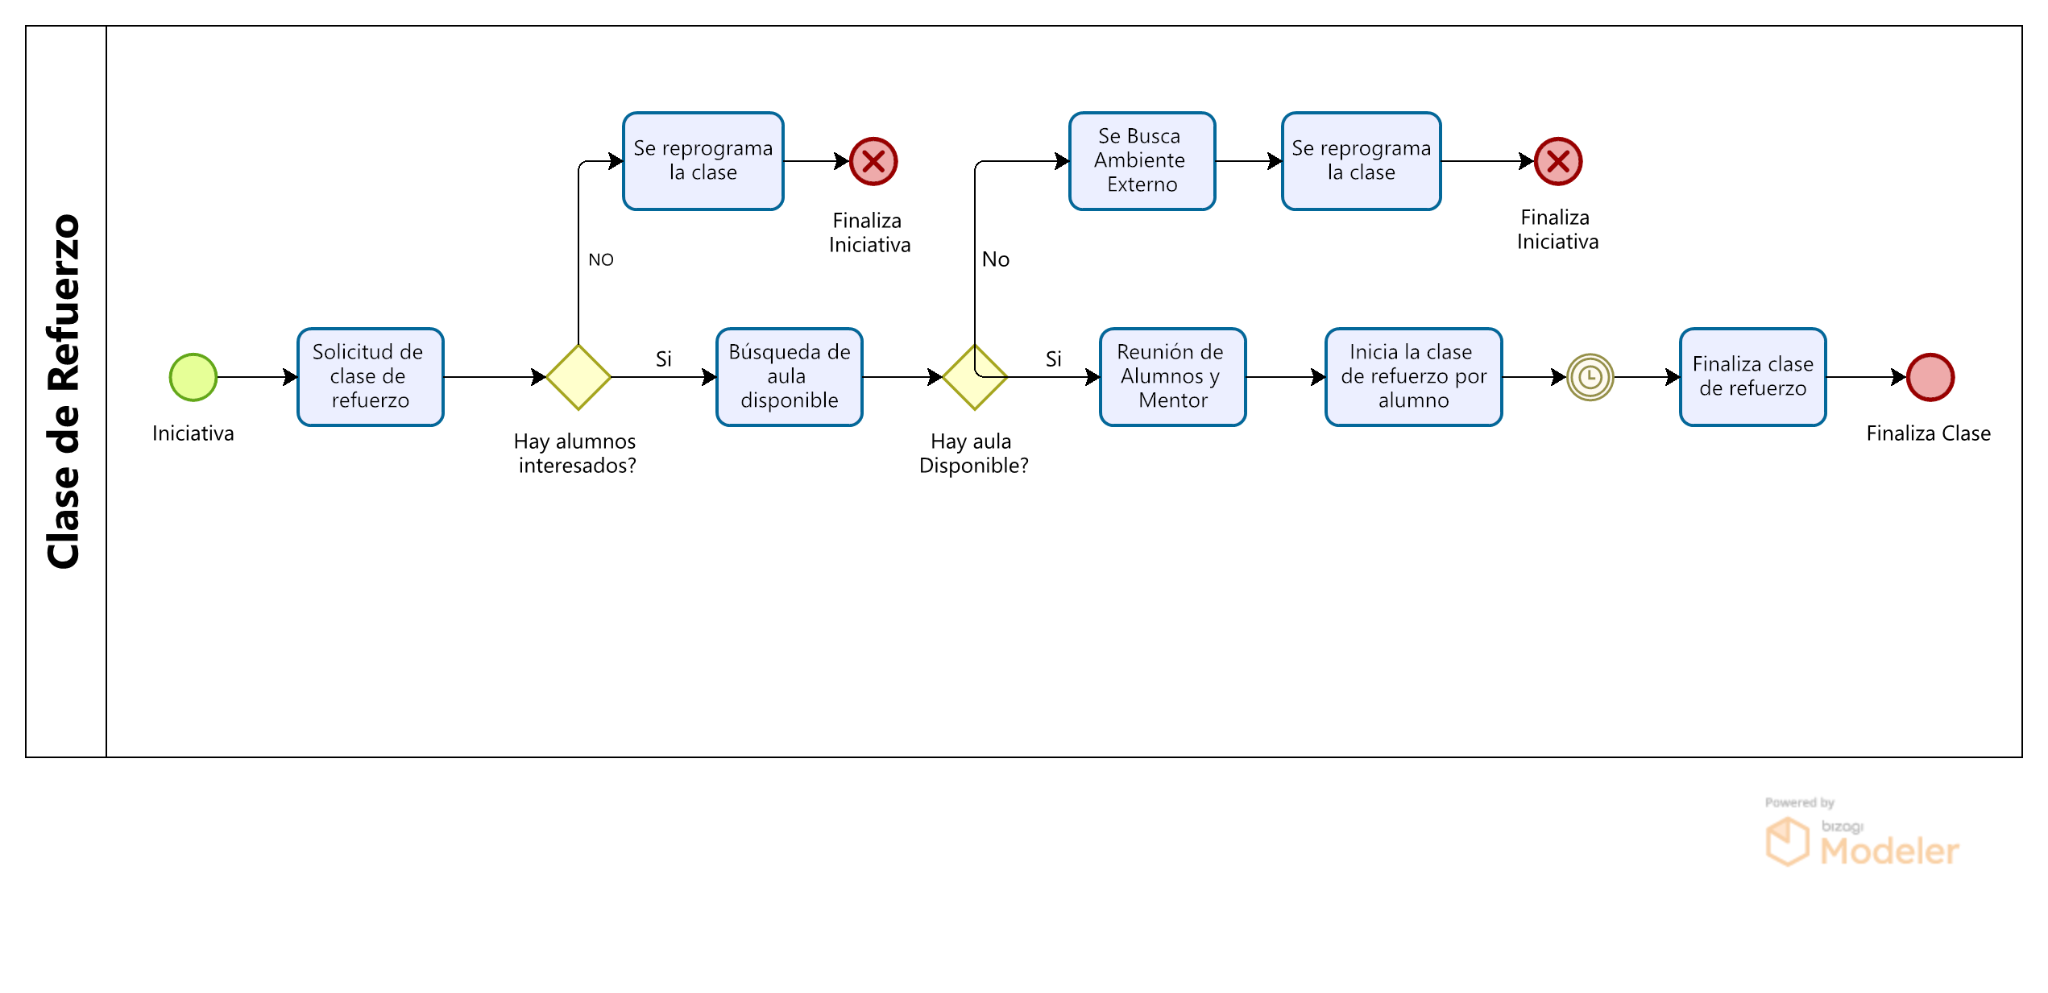 Clase de Refuerzo
Iniciativa
Solicitud de
clase de
refuerzo
Hay alumnos
interesados?
NO
Se reprograma
la clase
Finaliza
Iniciativa
Si
Búsqueda de
aula
disponible
Hay aula
Disponible?
No
Se Busca
Ambiente
Externo
Se reprograma
la clase
Finaliza
Iniciativa
Si
Reunión de
Alumnos y
Mentor
Inicia la clase
de refuerzo por
alumno
Finaliza clase
de refuerzo
Finaliza Clase
Powered by
bizagi
Modeler